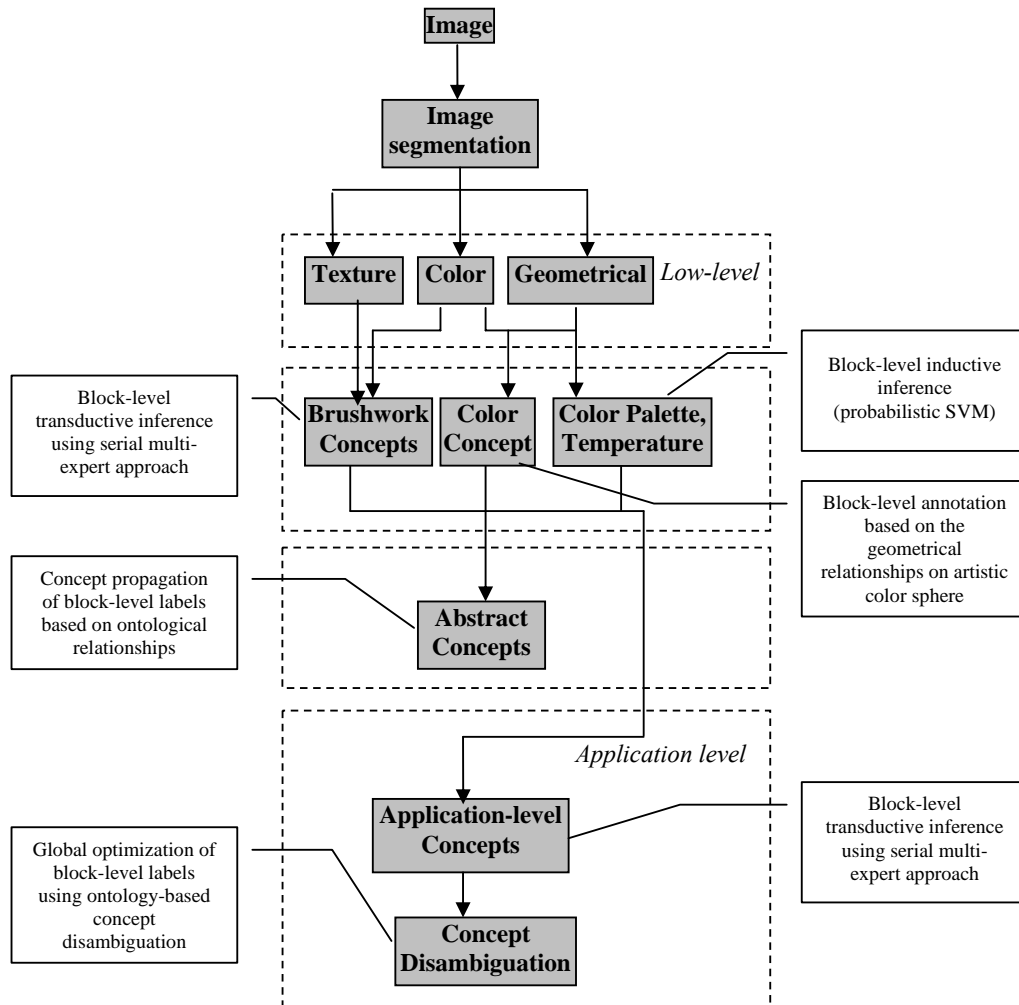 Image
Image
segmentation
Texture
Color
Geometrical
Low-level
Block-level
transductive inference
using serial multi-
expert approach
Brushwork
Concepts
Color
Concept
Color Palette,
Temperature
Block-level inductive
inference
(probabilistic SVM)
Block-level annotation
based on the
geometrical
relationships on artistic
color sphere
Concept propagation
of block-level labels
based on ontological
relationships
Abstract
Concepts
Application level
Application-level
Concepts
Block-level
transductive inference
using serial multi-
expert approach
Global optimization of
block-level labels
using ontology-based
concept
disambiguation
Concept
Disambiguation